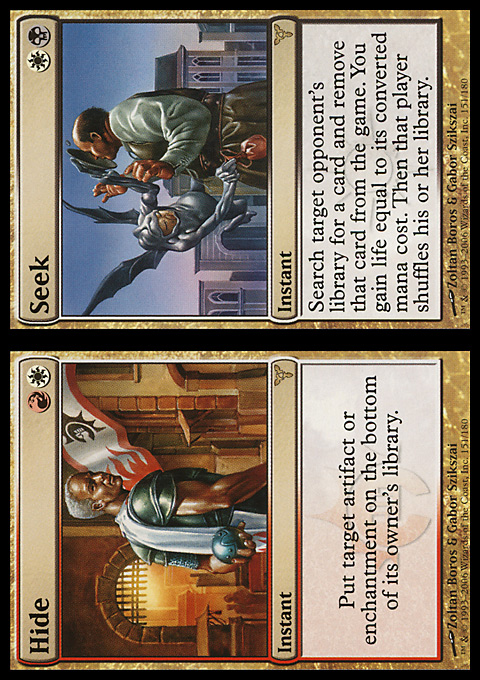 Seek
Instant
Search target opponent's
library for a card and remove
that card from the game. You
gain life equal to its converted
mana cost. Then that player
shuffles his or her library.
Zoltan Boros & Gabor Szikszai
™ & © 1993-2006 Wizards of the Coast, Inc. 151/180
Hide
Instant
Put target artifact or
enchantment on the bottom
of its owner's library.
Zoltan Boros & Gabor Szikszai
™ & © 1993-2006 Wizards of the Coast, Inc. 151/180